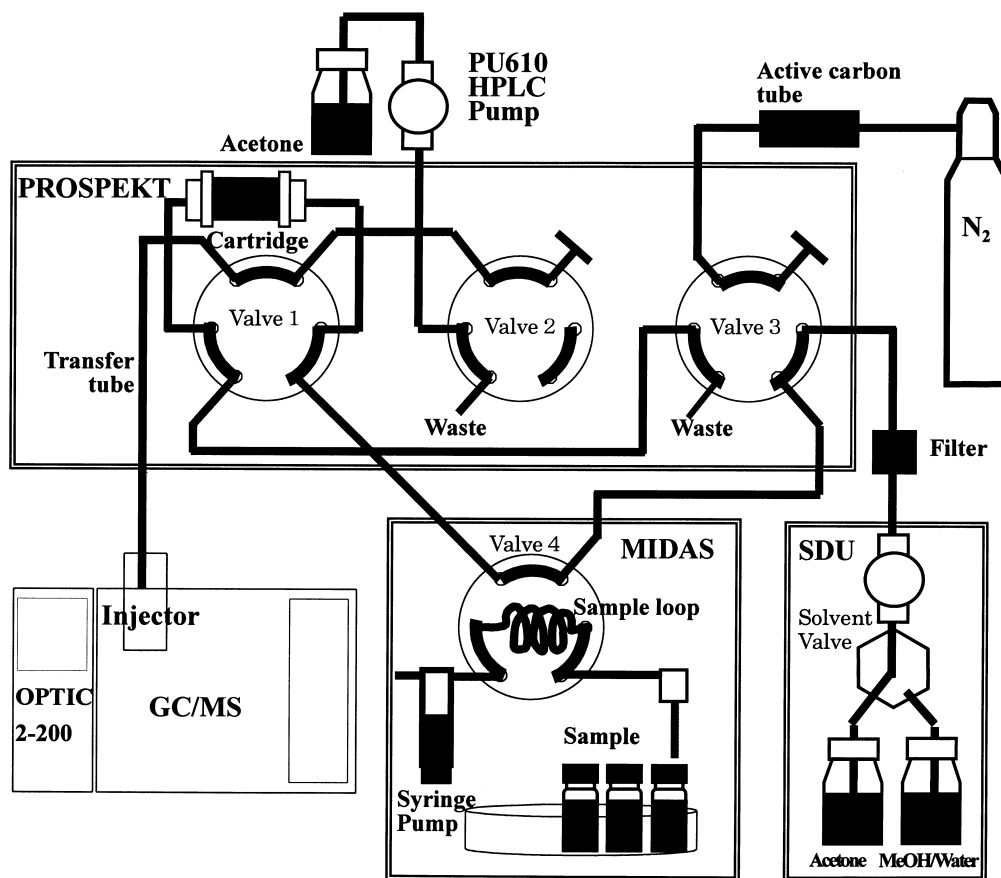 PU610
HPLC
Pump
Acetone
Active carbon
tube
N2
PROSPEKT
Cartridge
Valve 1
Valve 2
Valve 3
Transfer
tube
Waste
Waste
Filter
Valve 4
MIDAS
SDU
Injector
Sample loop
Solvent
Valve
OPTIC
2-200
GC/MS
Sample
Syringe
Pump
Acetone
MeOH/Water